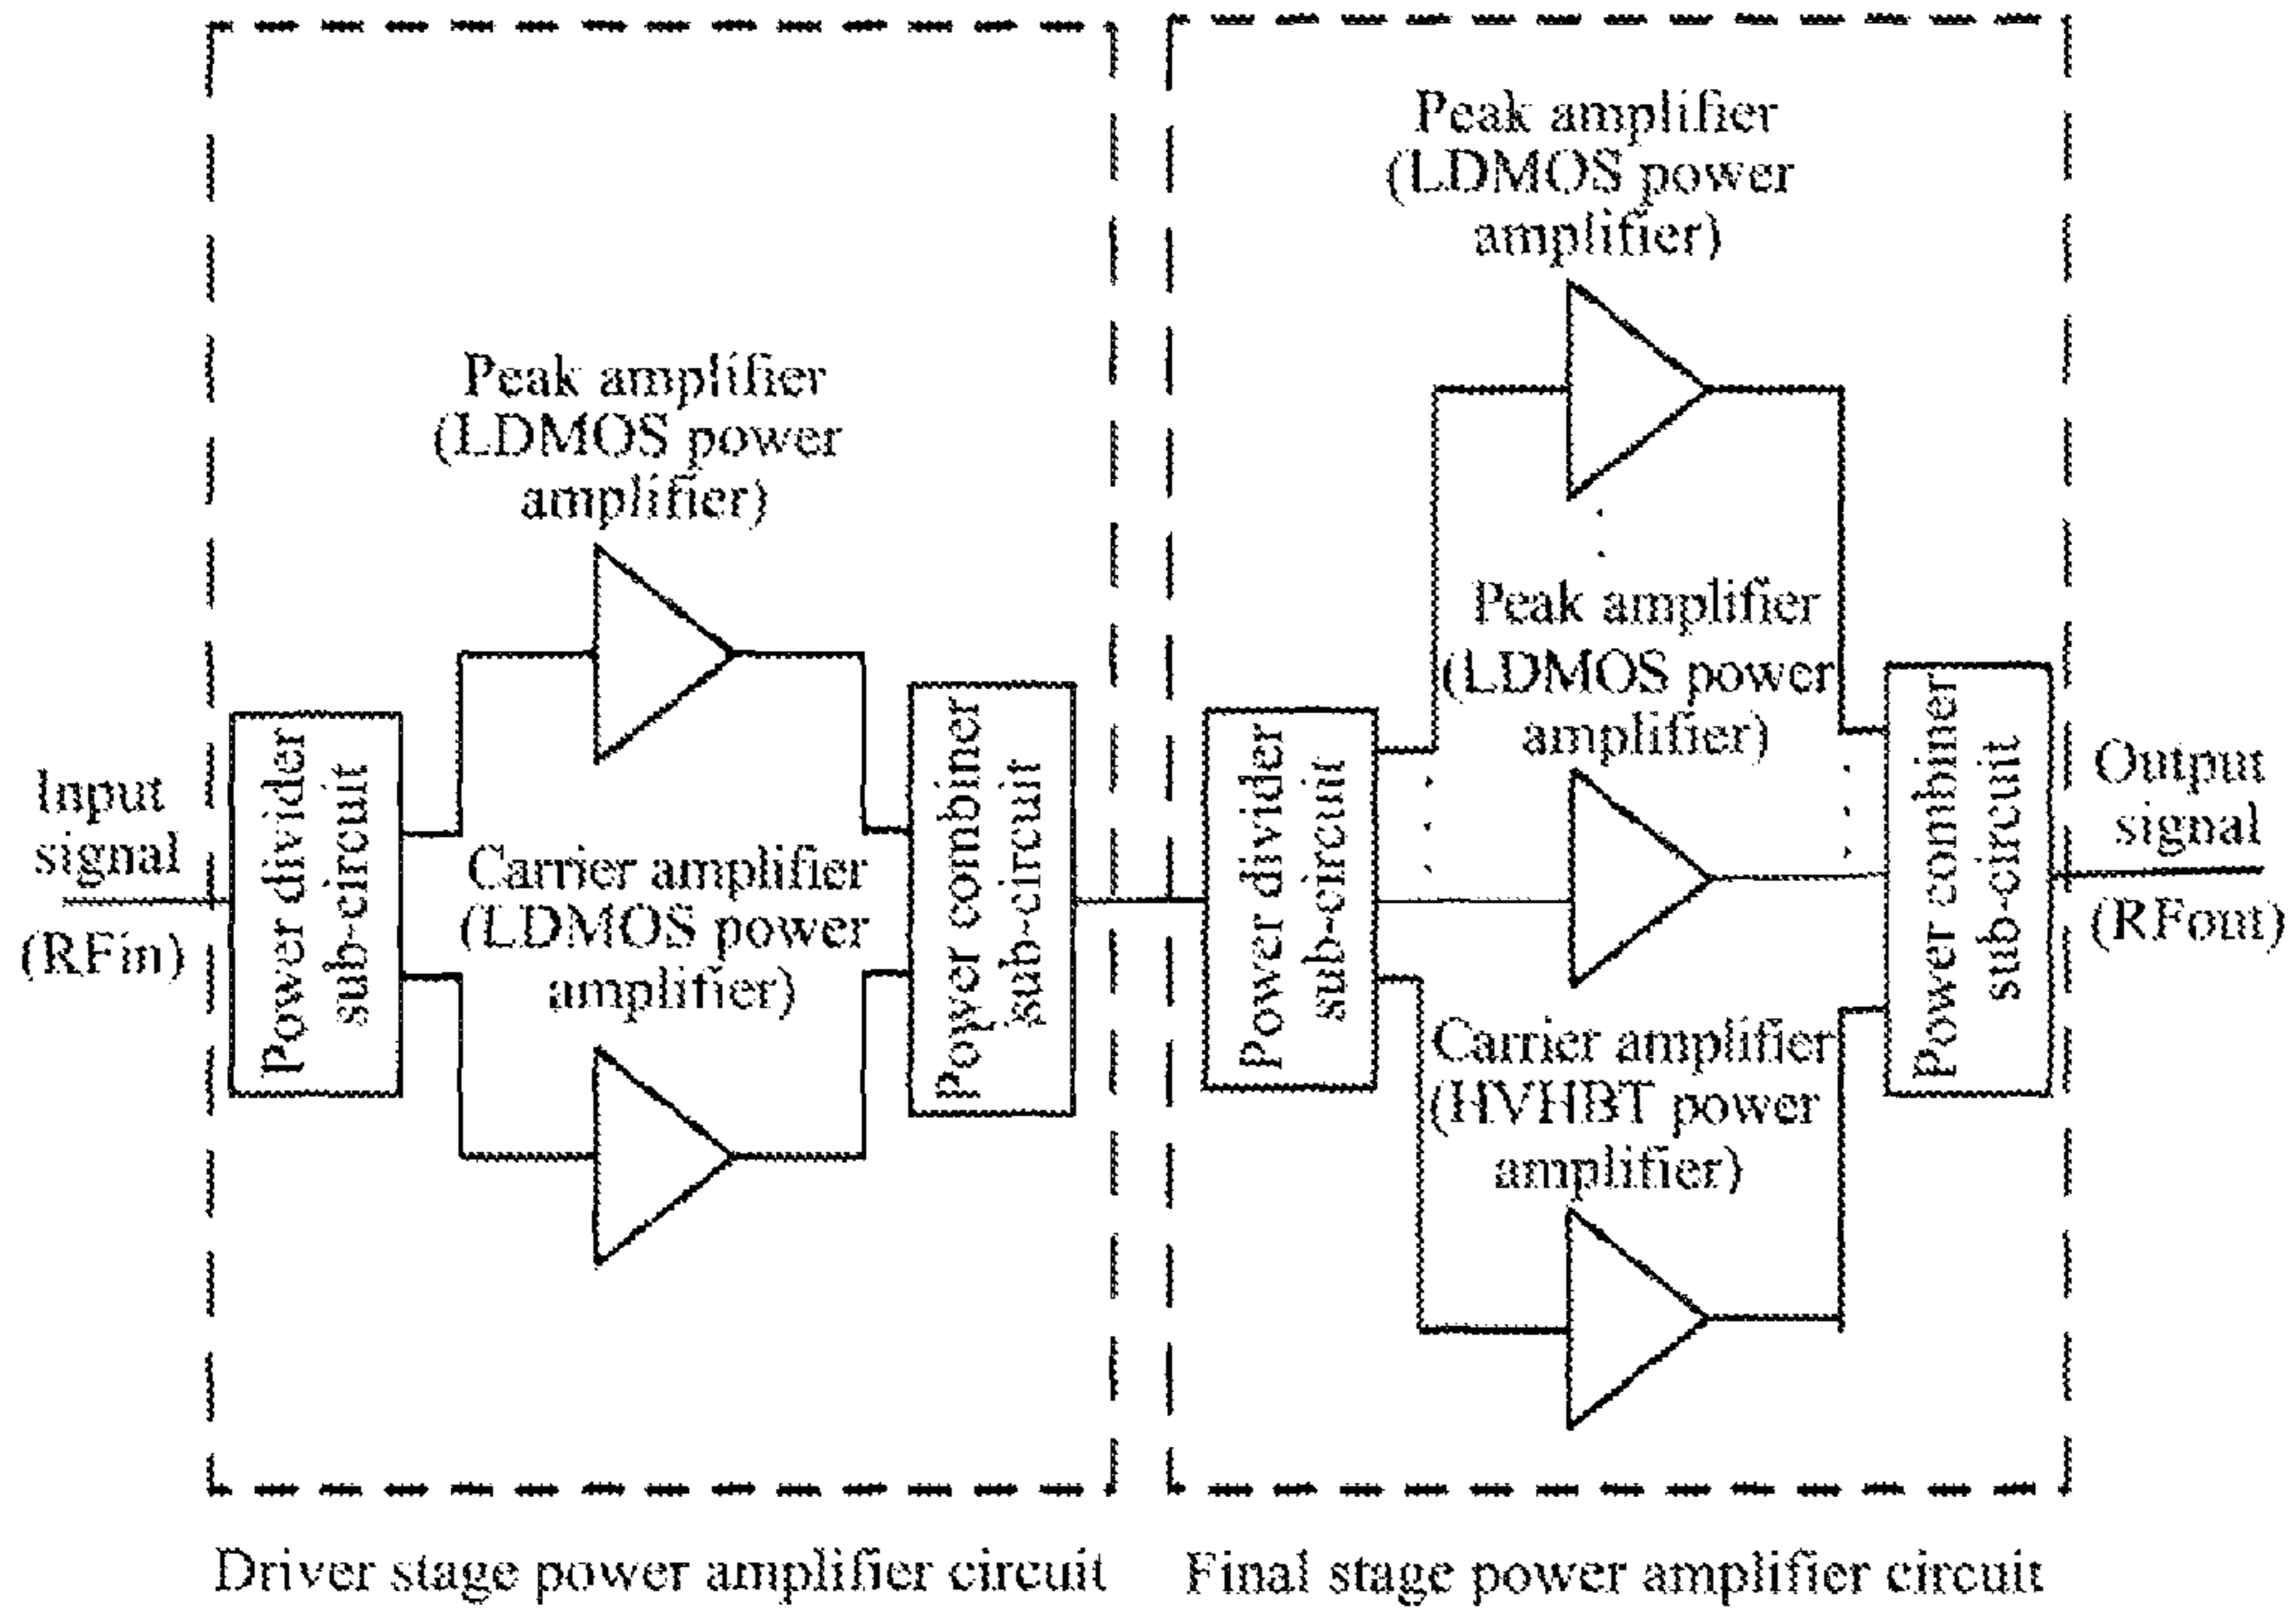 Input
signal
(RFin)
Power divider
sub-circuit
Peak amplifier
(LDMOS power
amplifier)
Carrier amplifier
(LDMOS power
amplifier)
Power combiner
sub-circuit
Driver stage power amplifier circuit
Power divider
sub-circuit
Peak amplifier
(LDMOS power
amplifier)
Peak amplifier
(LDMOS power
amplifier)
Carrier amplifier
(HVHBT power
amplifier)
Power combiner
sub-circuit
Output
signal
(RFout)
Final stage power amplifier circuit